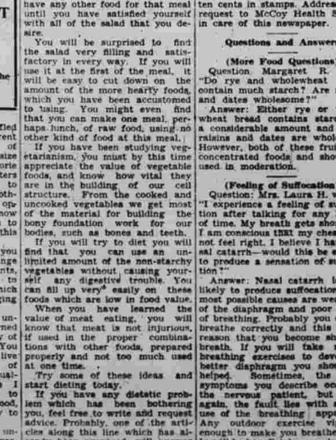 have any other food for that meal
until you have satisfied yourself
with all of the salad that you de-
sire.
You will be surprised to find
the salad very filling and satis-
factory in every way. If you will
use it at the first of the meal, it
will be easy to cut down on the
amount of the more hearty foods,
which you have been accustomed
to using. You might even find
that you can make one meal, per-
haps lunch, of raw food, using no
other kind of food at this meal.
If you have been studying veg-
etarianism, you must by this time
appreciate the value of vegetable
foods, and know how vital they
are in the building of our cell
structure. From the cooked and
uncooked vegetables we get most
of the material for building the
bony foundation work for our
bodies, such as bones and teeth.
If you will try to diet you will
find that you can use an un-
limited amount of the non-starchy
vegetables without causing your-
self any digestive trouble. You
can fill up very easily on these
foods which are low in food value.
When you have learned the
value of meat eating, you will
know that meat is not injurious,
if used in the proper combina-
tions with other foods, prepared
properly and not too much used
at one time.
Try some of these ideas and
start dieting today.
If you have any dietetic prob-
lem which has been bothering
you, feel free to write and request
advice. Probably, one of the arti-
cles along this line which has al-
ten cents in stamps. Address
request to McCoy Health
in care of this newspaper.
Questions and Answe
(More Food Questions
Question. Margaret R.
"Do rye and wholewheat
contain much starch? Are
and dates wholesome?"
Answer: Either rye or
wheat bread contains star
a considerable amount and
raisins and dates are whol
However, both of these frui
concentrated foods and sho
used in moderation.
(Feeling of Suffocation
Question: Mrs. Laura H. w
"I experience a feeling of su
tion after talking for any
of time. My breath gets sho
I am conscious that my ches
not feel right. I believe I ha
sal catarrh—would this be
to produce a sensation of s
tion?"
Answer: Nasal catarrh
likely to produce suffocation
most possible causes are we
of the diaphragm and poor
of breathing. Probably you
breathe correctly and this
reason that you become sh
breath. If you will take
breathing exercises to de
better diaphragm you sho
helped. Sometimes, the
symptoms you describe en
the nervous patient, but
again, the fault lies with
use of the breathing app
Any outdoor exercise